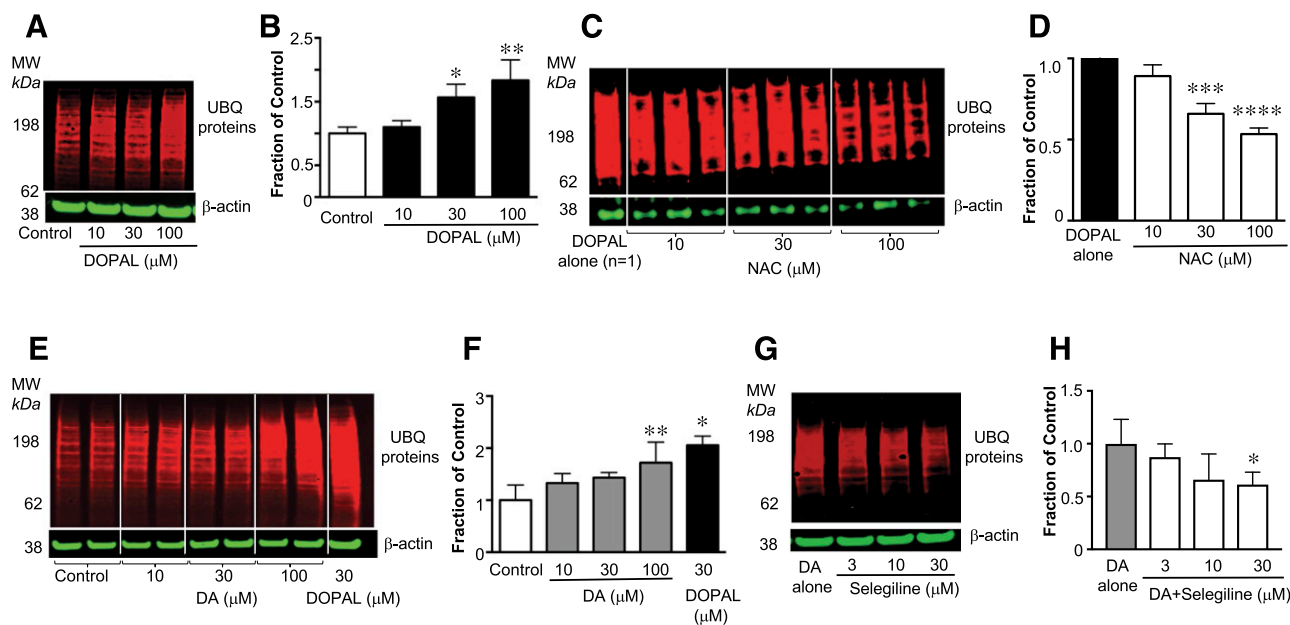 A
MW
kDa
198
62
38
UBQ
proteins
β-actin
Control 10 30 100
DOPAL (μM)
B
Fraction of Control
2.5
1.5
1.0
0.5
0
*
**
Control 10 30 100
DOPAL (μM)
C
MW
kDa
198
62
38
UBQ
proteins
β-actin
DOPAL 10 30 100
alone (n=1) NAC (μM)
D
Fraction of Control
1.0
0.5
0
***
****
DOPAL 10 30 100
alone NAC (μM)
E
MW
kDa
198
62
38
UBQ
proteins
β-actin
Control 10 30 100 30
DA (μM) DOPAL (μM)
F
Fraction of Control
3
2
1
0
**
*
Control 10 30 100 30
DA (μM) DOPAL
(μM)
G
MW
kDa
198
62
38
UBQ
proteins
β-actin
DA 3 10 30
alone Selegiline (μM)
H
Fraction of Control
1.5
1.0
0.5
0
*
DA 3 10 30
alone DA+Selegiline (μM)